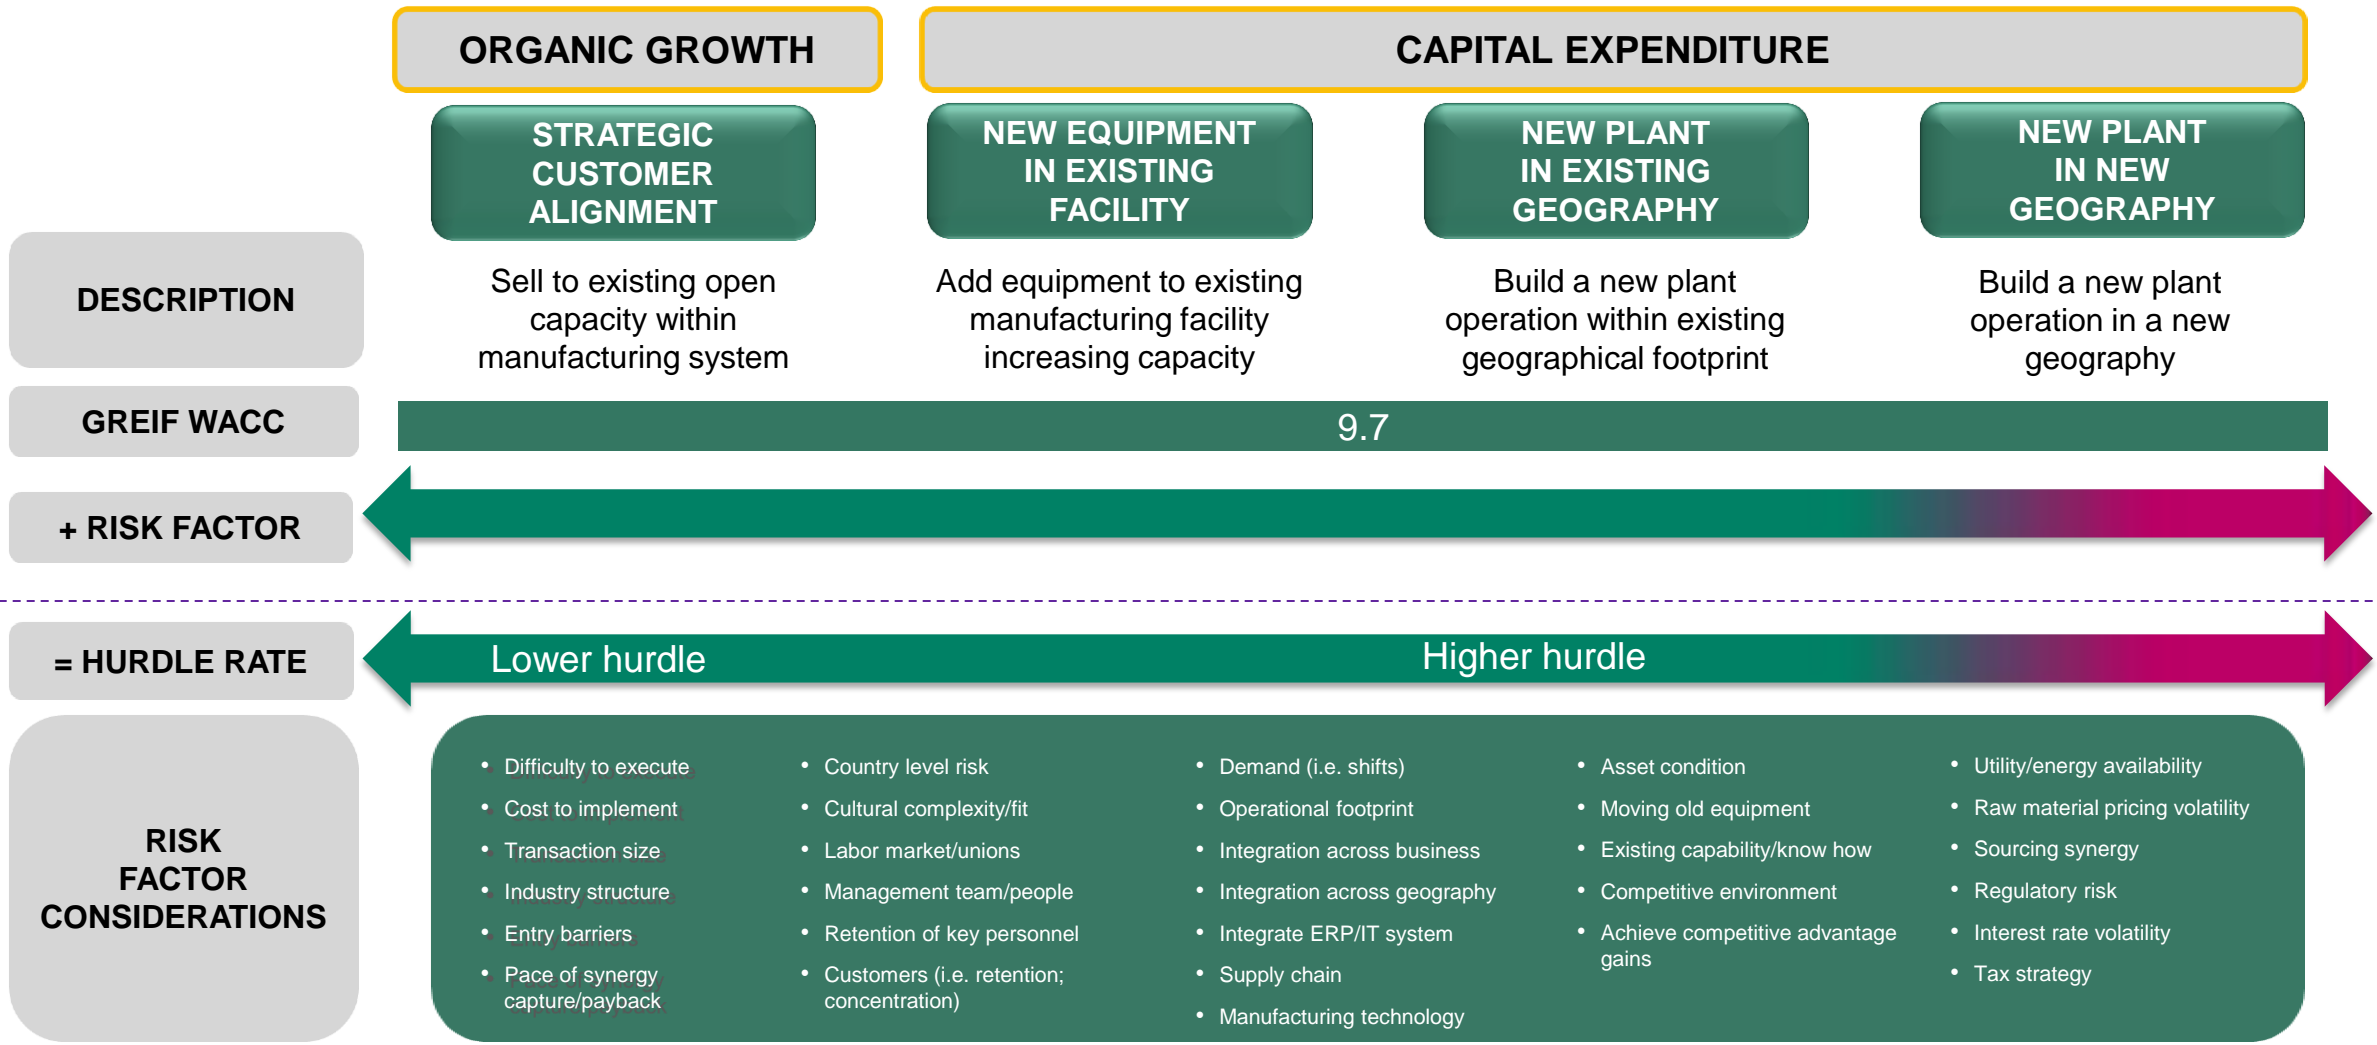 ORGANIC GROWTH
CAPITAL EXPENDITURE
STRATEGIC
CUSTOMER
ALIGNMENT
NEW EQUIPMENT
IN EXISTING
FACILITY
NEW PLANT
IN EXISTING
GEOGRAPHY
NEW PLANT
IN NEW
GEOGRAPHY
DESCRIPTION
Sell to existing open
capacity within
manufacturing system
Add equipment to existing
manufacturing facility
increasing capacity
Build a new plant
operation within existing
geographical footprint
Build a new plant
operation in a new
geography
GREIF WACC
9.7
+ RISK FACTOR
= HURDLE RATE
Lower hurdle
Higher hurdle
RISK
FACTOR
CONSIDERATIONS
• Difficulty to execute
• Cost to implement
• Transaction size
• Industry structure
• Entry barriers
• Pace of synergy
capture/payback
• Country level risk
• Cultural complexity/fit
• Labor market/unions
• Management team/people
• Retention of key personnel
• Customers (i.e. retention;
concentration)
• Demand (i.e. shifts)
• Operational footprint
• Integration across business
• Integration across geography
• Integrate ERP/IT system
• Supply chain
• Manufacturing technology
• Asset condition
• Moving old equipment
• Existing capability/know how
• Competitive environment
• Achieve competitive advantage
gains
• Utility/energy availability
• Raw material pricing volatility
• Sourcing synergy
• Regulatory risk
• Interest rate volatility
• Tax strategy